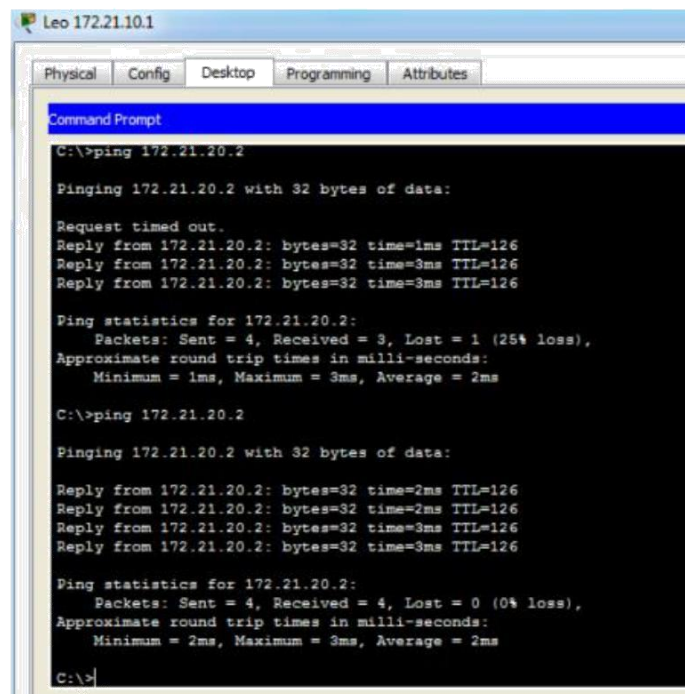 Leo 172.21.10.1
Physical Config Desktop Programming Attributes
Command Prompt
C:\>ping 172.21.20.2
Pinging 172.21.20.2 with 32 bytes of data:
Request timed out.
Reply from 172.21.20.2: bytes=32 time=1ms TTL=126
Reply from 172.21.20.2: bytes=32 time=3ms TTL=126
Reply from 172.21.20.2: bytes=32 time=3ms TTL=126
Ping statistics for 172.21.20.2:
Packets: Sent = 4, Received = 3, Lost = 1 (25% loss),
Approximate round trip times in milli-seconds:
Minimum = 1ms, Maximum = 3ms, Average = 2ms
C:\>ping 172.21.20.2
Pinging 172.21.20.2 with 32 bytes of data:
Reply from 172.21.20.2: bytes=32 time=2ms TTL=126
Reply from 172.21.20.2: bytes=32 time=2ms TTL=126
Reply from 172.21.20.2: bytes=32 time=3ms TTL=126
Reply from 172.21.20.2: bytes=32 time=3ms TTL=126
Ping statistics for 172.21.20.2:
Packets: Sent = 4, Received = 4, Lost = 0 (0% loss),
Approximate round trip times in milli-seconds:
Minimum = 2ms, Maximum = 3ms, Average = 2ms
C:\>